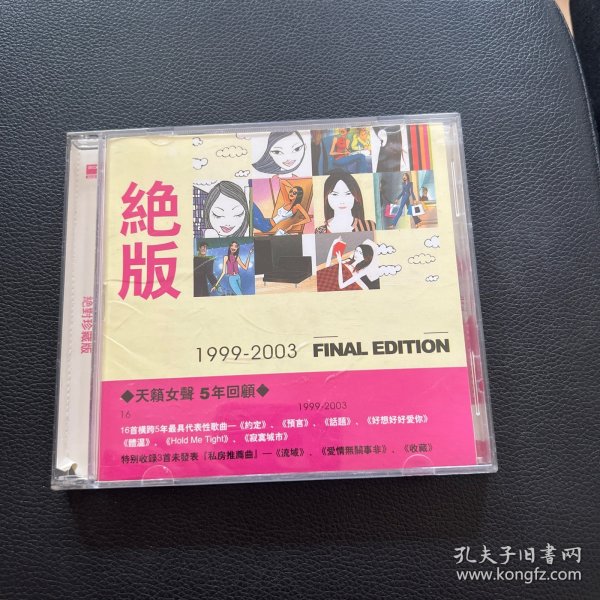 絶版
絶對珍藏版
1999-2003 FINAL EDITION
◆天籟女聲 5年回顧◆
16 1999-2003
16首橫跨5年最具代表性歌曲—《約定》、《預言》、《話題》、《好想好好愛你》
《體溫》、《Hold Me Tight》、《寂寞城市》
特別收錄3首未發表『私房推薦曲』—《流域》、《愛情無關事非》、《收藏》
孔夫子旧书网
www.kongfz.com